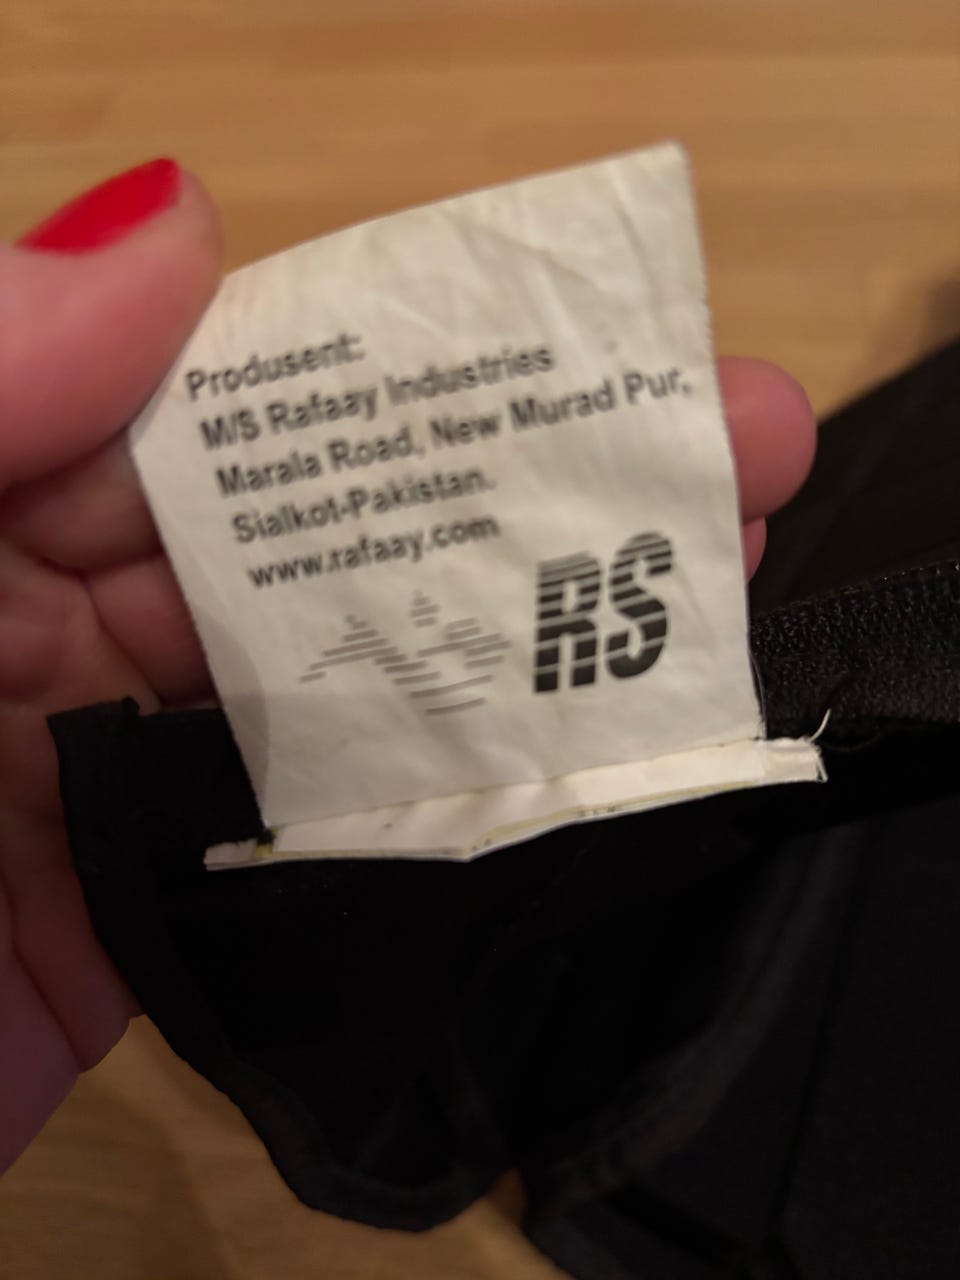 Produsent:
M/S Rafaay Industries
Marala Road, New Murad Pur,
Sialkot-Pakistan.
www.rafaay.com
RS